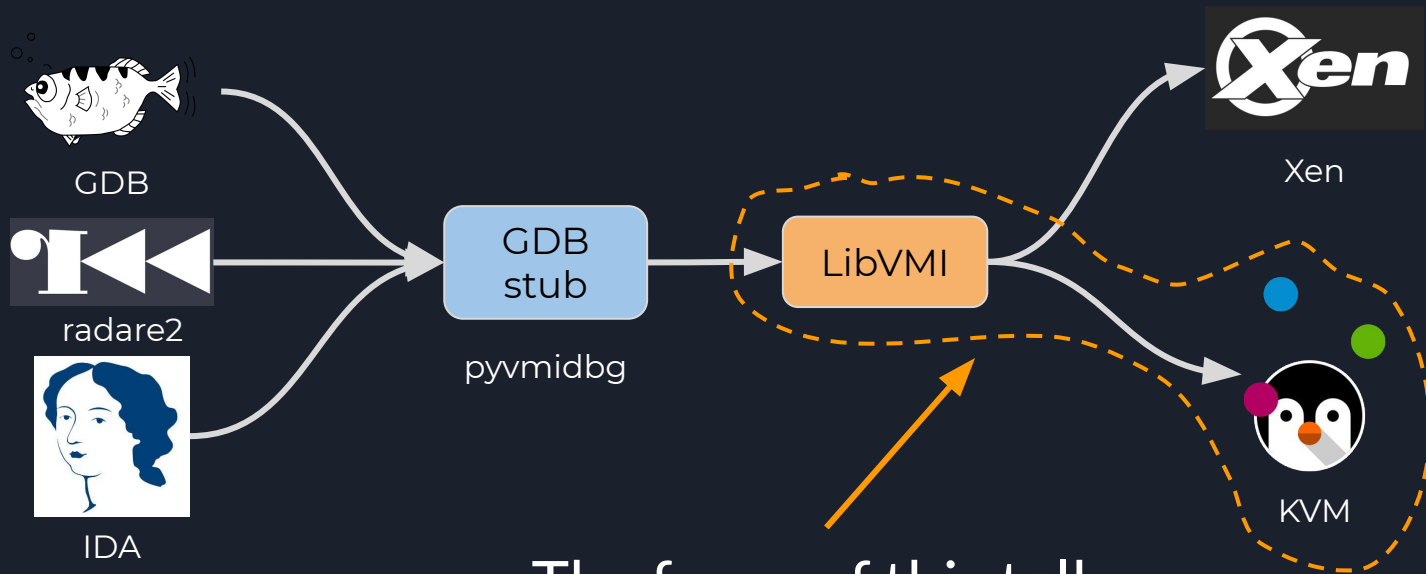 GDB
radare2
IDA
GDB
stub
pyvmidbg
LibVMI
Xen
Xen
KVM